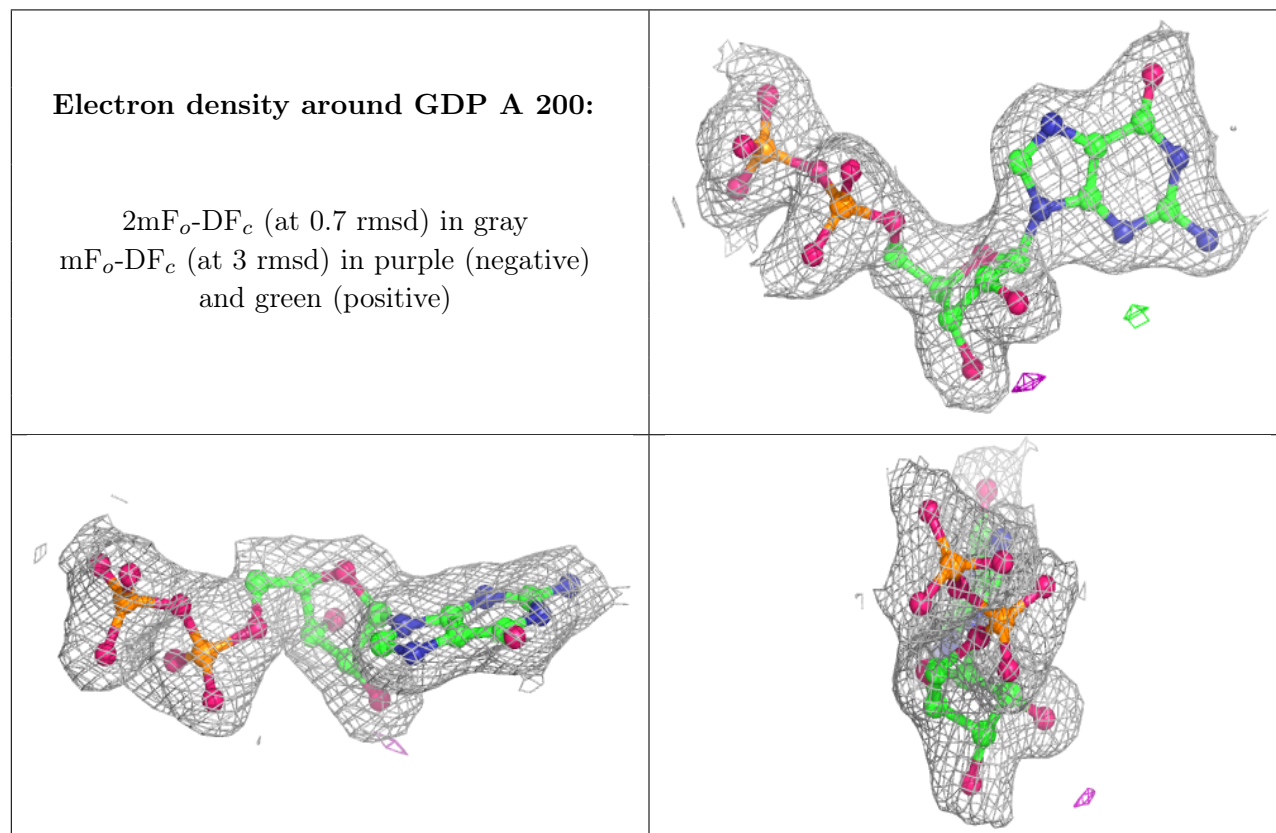 Electron density around GDP A 200:
2mFo-DFc (at 0.7 rmsd) in gray
mFo-DFc (at 3 rmsd) in purple (negative)
and green (positive)